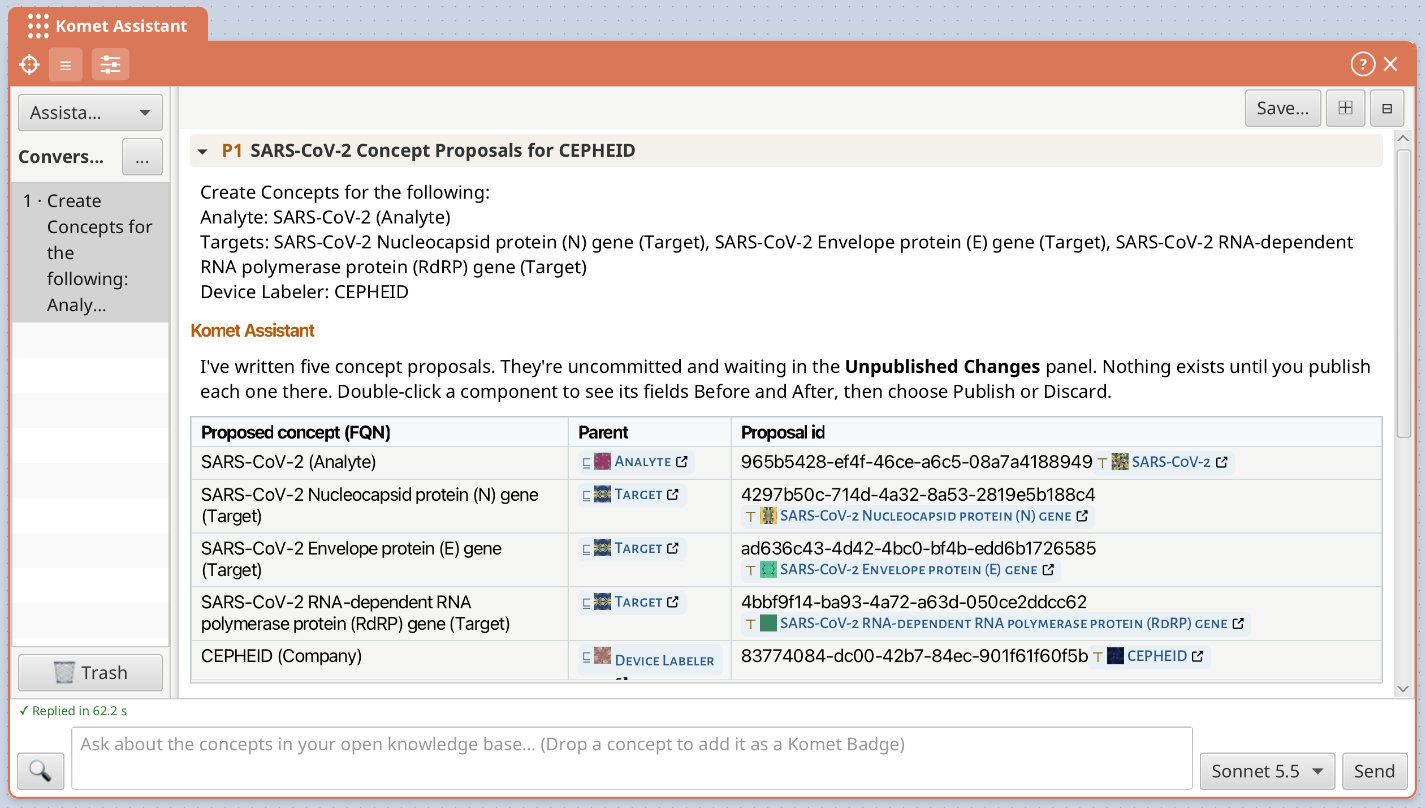 Komet Assistant
?
Assista...
Save...
Convers...
...
1 · Create
Concepts for
the
following:
Analy...
P1 SARS-CoV-2 Concept Proposals for CEPHEID
Create Concepts for the following:
Analyte: SARS-CoV-2 (Analyte)
Targets: SARS-CoV-2 Nucleocapsid protein (N) gene (Target), SARS-CoV-2 Envelope protein (E) gene (Target), SARS-CoV-2 RNA-dependent
RNA polymerase protein (RdRP) gene (Target)
Device Labeler: CEPHEID
Komet Assistant
I've written five concept proposals. They're uncommitted and waiting in the Unpublished Changes panel. Nothing exists until you publish
each one there. Double-click a component to see its fields Before and After, then choose Publish or Discard.
Proposed concept (FQN) Parent Proposal id
SARS-CoV-2 (Analyte) ⊑ Analyte 965b5428-ef4f-46ce-a6c5-08a7a4188949 ⊤ SARS-CoV-2
SARS-CoV-2 Nucleocapsid protein (N) gene
(Target)
⊑ Target
4297b50c-714d-4a32-8a53-2819e5b188c4
⊤ SARS-CoV-2 Nucleocapsid protein (N) gene
SARS-CoV-2 Envelope protein (E) gene
(Target)
⊑ Target
ad636c43-4d42-4bc0-bf4b-edd6b1726585
⊤ SARS-CoV-2 Envelope protein (E) gene
SARS-CoV-2 RNA-dependent RNA
polymerase protein (RdRP) gene (Target)
⊑ Target
4bbf9f14-ba93-4a72-a63d-050ce2ddcc62
⊤ SARS-CoV-2 RNA-dependent RNA polymerase protein (RdRP) gene
CEPHEID (Company) ⊑ Device Labeler 83774084-dc00-42b7-84ec-901f61f60f5b ⊤ CEPHEID
Trash
✓ Replied in 62.2 s
Ask about the concepts in your open knowledge base... (Drop a concept to add it as a Komet Badge)
Sonnet 5.5
Send